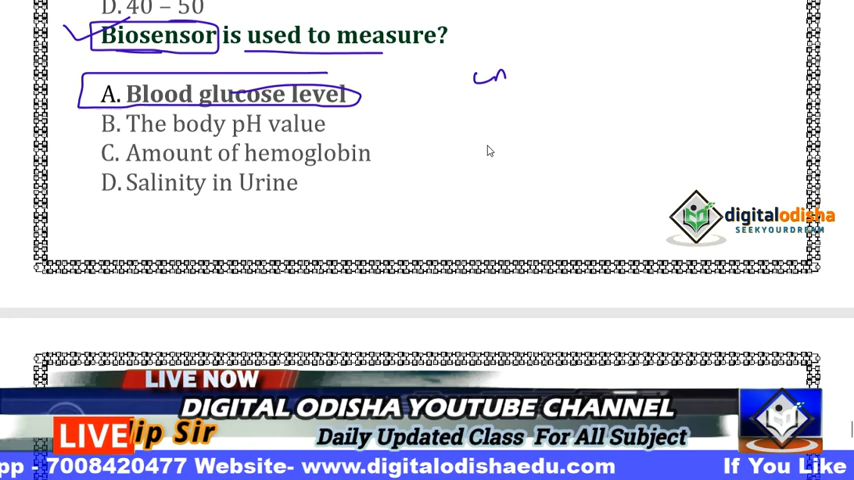 D. 40 – 50
Biosensor is used to measure?
A. Blood glucose level
B. The body pH value
C. Amount of hemoglobin
D. Salinity in Urine
digitalodisha
SEEKYOURDREAM
LIVE NOW
DIGITAL ODISHA YOUTUBE CHANNEL
LIVE
Sir
Daily Updated Class For All Subject
- 7008420477 Website- www.digitalodishaedu.com
If You Like